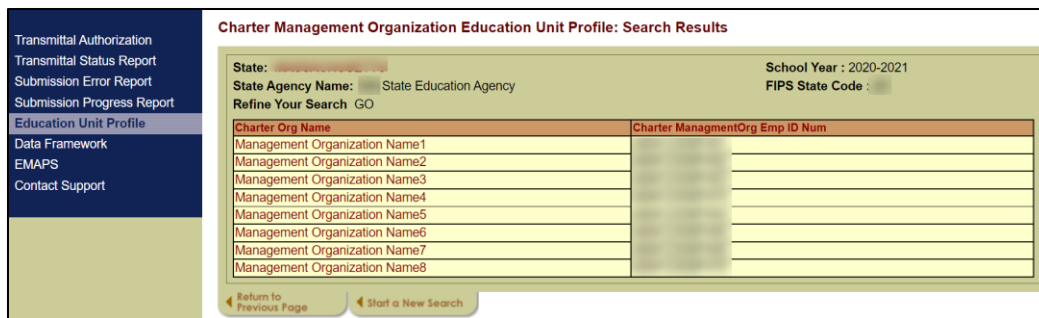 Transmittal Authorization
Transmittal Status Report
Submission Error Report
Submission Progress Report
Education Unit Profile
Data Framework
EMAPS
Contact Support
Charter Management Organization Education Unit Profile: Search Results
State:
School Year : 2020-2021
State Agency Name: State Education Agency
FIPS State Code :
Refine Your Search GO
Charter Org Name Charter ManagmentOrg Emp ID Num
Management Organization Name1
Management Organization Name2
Management Organization Name3
Management Organization Name4
Management Organization Name5
Management Organization Name6
Management Organization Name7
Management Organization Name8
Return to
Previous Page
Start a New Search